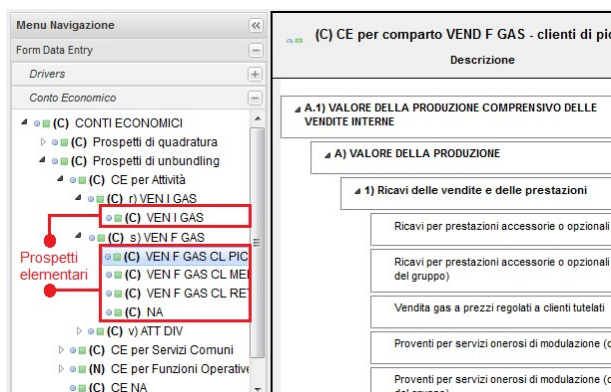 Menu Navigazione
Form Data Entry
Drivers
Conto Economico
(C) CONTI ECONOMICI
(C) Prospetti di quadratura
(C) Prospetti di unbundling
(C) CE per Attività
(C) r) VEN I GAS
(C) VEN I GAS
(C) s) VEN F GAS
(C) VEN F GAS CL PIC
(C) VEN F GAS CL MEI
(C) VEN F GAS CL RE
(C) NA
(C) v) ATT DIV
(C) CE per Servizi Comuni
(N) CE per Funzioni Operative
(C) CE NA
Prospetti
elementari
(C) CE per comparto VEND F GAS - clienti di pic
Descrizione
A.1) VALORE DELLA PRODUZIONE COMPRENSIVO DELLE
VENDITE INTERNE
A) VALORE DELLA PRODUZIONE
1) Ricavi delle vendite e delle prestazioni
Ricavi per prestazioni accessorie o opzionali
Ricavi per prestazioni accessorie o opzionali
del gruppo)
Vendita gas a prezzi regolati a clienti tutelati
Proventi per servizi onerosi di modulazione (d
Proventi per servizi onerosi di modulazione (d
del gruppo)